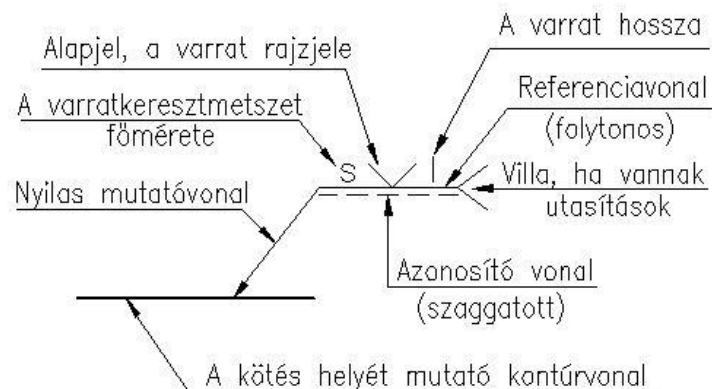 A varrat hossza
Alapjel, a varrat rajzjele
Referenciavonal
(folytonos)
A varratkeresztmetszet
főmérete
S
l
Villa, ha vannak
utasítások
Nyilas mutatóvonal
Azonosító vonal
(szaggatott)
A kötés helyét mutató kontúrvonal